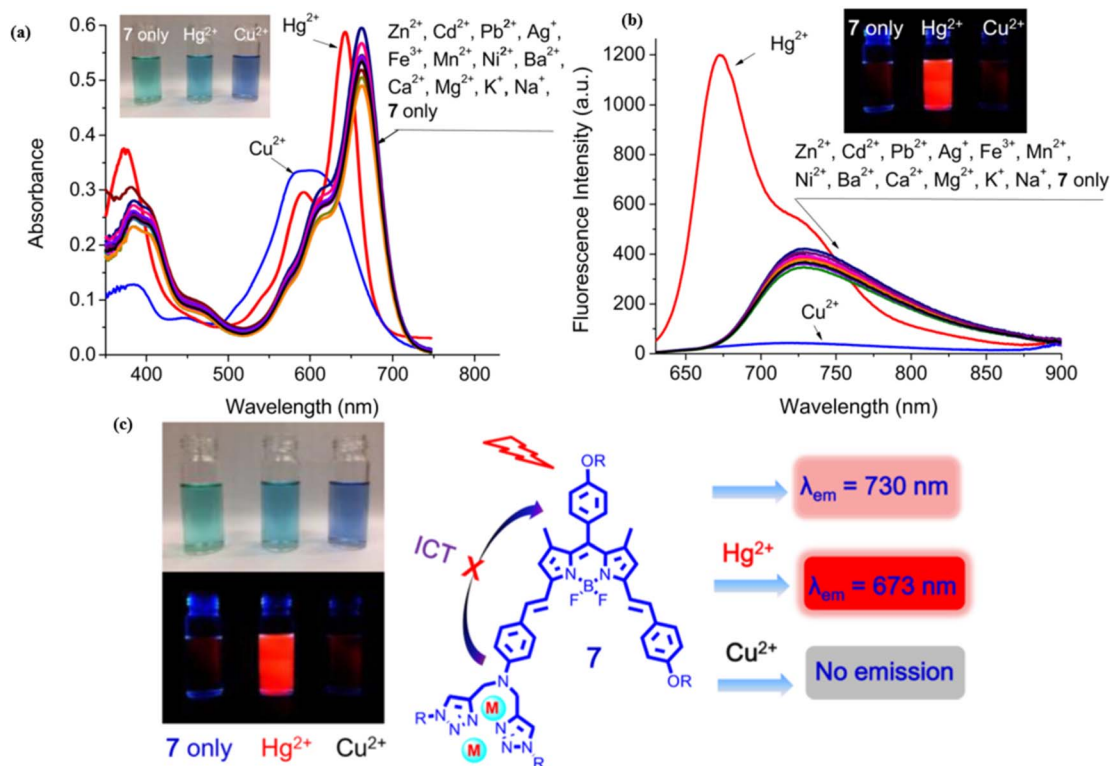 (a)
7 only Hg²⁺ Cu²⁺
Hg²⁺
Zn²⁺, Cd²⁺, Pb²⁺, Ag⁺,
Fe³⁺, Mn²⁺, Ni²⁺, Ba²⁺,
Ca²⁺, Mg²⁺, K⁺, Na⁺,
7 only
Cu²⁺
0.6
0.5
0.4
0.3
0.2
0.1
0.0
Absorbance
400 500 600 700 800
Wavelength (nm)
(b)
7 only Hg²⁺ Cu²⁺
Hg²⁺
Zn²⁺, Cd²⁺, Pb²⁺, Ag⁺, Fe³⁺, Mn²⁺,
Ni²⁺, Ba²⁺, Ca²⁺, Mg²⁺, K⁺, Na⁺, 7 only
Cu²⁺
1200
1000
800
600
400
200
0
Fluorescence Intensity (a.u.)
650 700 750 800 850 900
Wavelength (nm)
(c)
7 only Hg²⁺ Cu²⁺
ICT
X
OR
N N
B
F F
7
N
OR
M
M
R-N
N=N
N
N-N
R
λem = 730 nm
Hg²⁺
λem = 673 nm
Cu²⁺
No emission